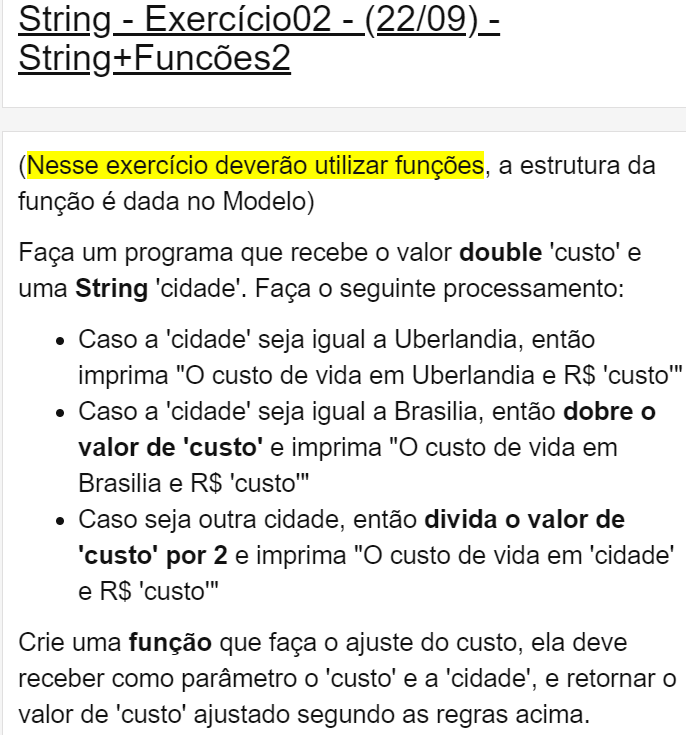 String - Exercício02 - (22/09) -
String+Funcões2
(Nesse exercício deverão utilizar funções, a estrutura da
função é dada no Modelo)
Faça um programa que recebe o valor double 'custo' e
uma String 'cidade'. Faça o seguinte processamento:
• Caso a 'cidade' seja igual a Uberlandia, então
imprima "O custo de vida em Uberlandia e R$ 'custo'"
• Caso a 'cidade' seja igual a Brasilia, então dobre o
valor de 'custo' e imprima "O custo de vida em
Brasilia e R$ 'custo'"
• Caso seja outra cidade, então divida o valor de
'custo' por 2 e imprima "O custo de vida em 'cidade'
e R$ 'custo'"
Crie uma função que faça o ajuste do custo, ela deve
receber como parâmetro o 'custo' e a 'cidade', e retornar o
valor de 'custo' ajustado segundo as regras acima.